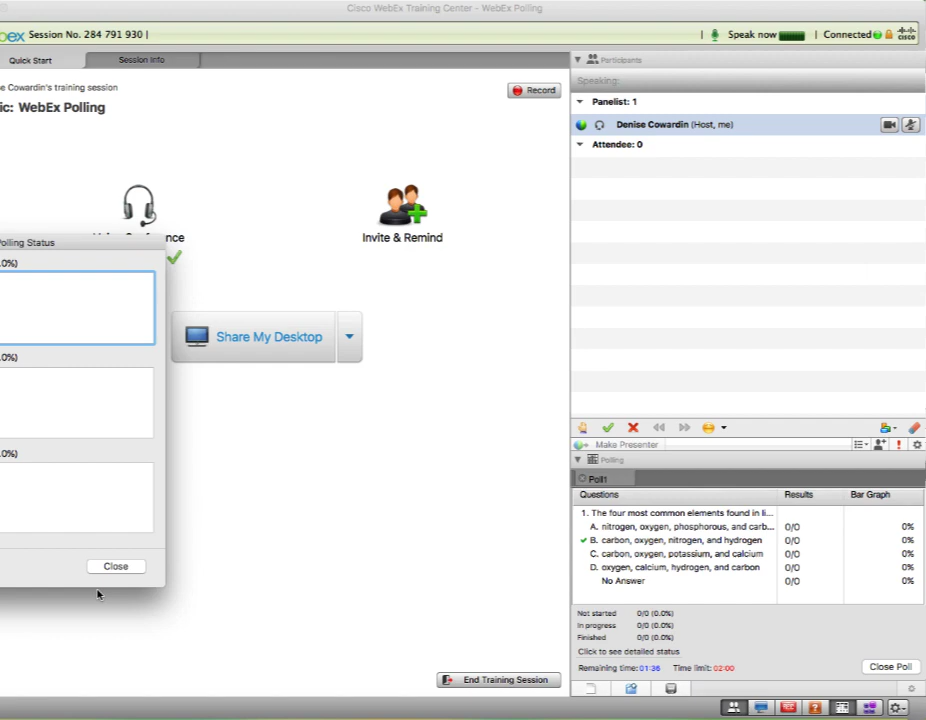 Cisco WebEx Training Center - WebEx Polling
Session No. 284 791 930 |
| Speak now | Connected
cisco
Quick Start
Session Info
Participants
Speaking:
e Cowardin's training session
Record
ic: WebEx Polling
Panelist: 1
Denise Cowardin (Host, me)
Attendee: 0
nce
Invite & Remind
Polling Status
.0%)
Share My Desktop
.0%)
.0%)
Close
Make Presenter
Polling
Poll1
Questions Results Bar Graph
1. The four most common elements found in li...
A. nitrogen, oxygen, phosphorous, and carb... 0/0 0%
B. carbon, oxygen, nitrogen, and hydrogen 0/0 0%
C. carbon, oxygen, potassium, and calcium 0/0 0%
D. oxygen, calcium, hydrogen, and carbon 0/0 0%
No Answer 0/0 0%
Not started 0/0 (0.0%)
In progress 0/0 (0.0%)
Finished 0/0 (0.0%)
Click to see detailed status
Remaining time: 01:36 Time limit: 02:00
Close Poll
End Training Session